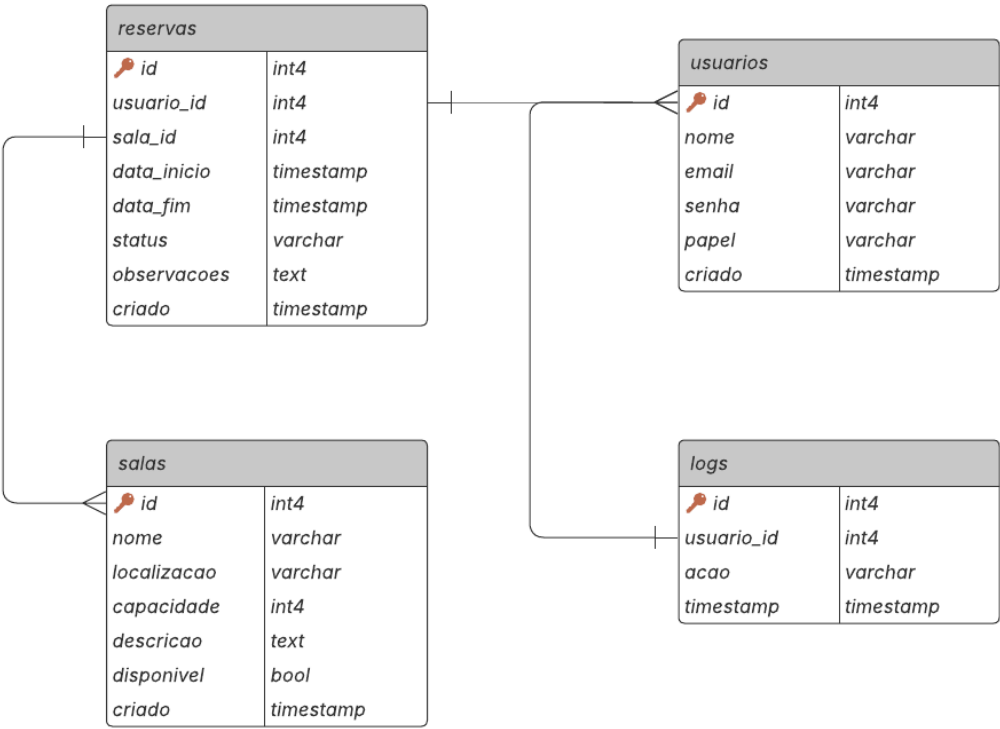 reservas
id int4
usuario_id int4
sala_id int4
data_inicio timestamp
data_fim timestamp
status varchar
observacoes text
criado timestamp
usuarios
id int4
nome varchar
email varchar
senha varchar
papel varchar
criado timestamp
salas
id int4
nome varchar
localizacao varchar
capacidade int4
descricao text
disponivel bool
criado timestamp
logs
id int4
usuario_id int4
acao varchar
timestamp timestamp